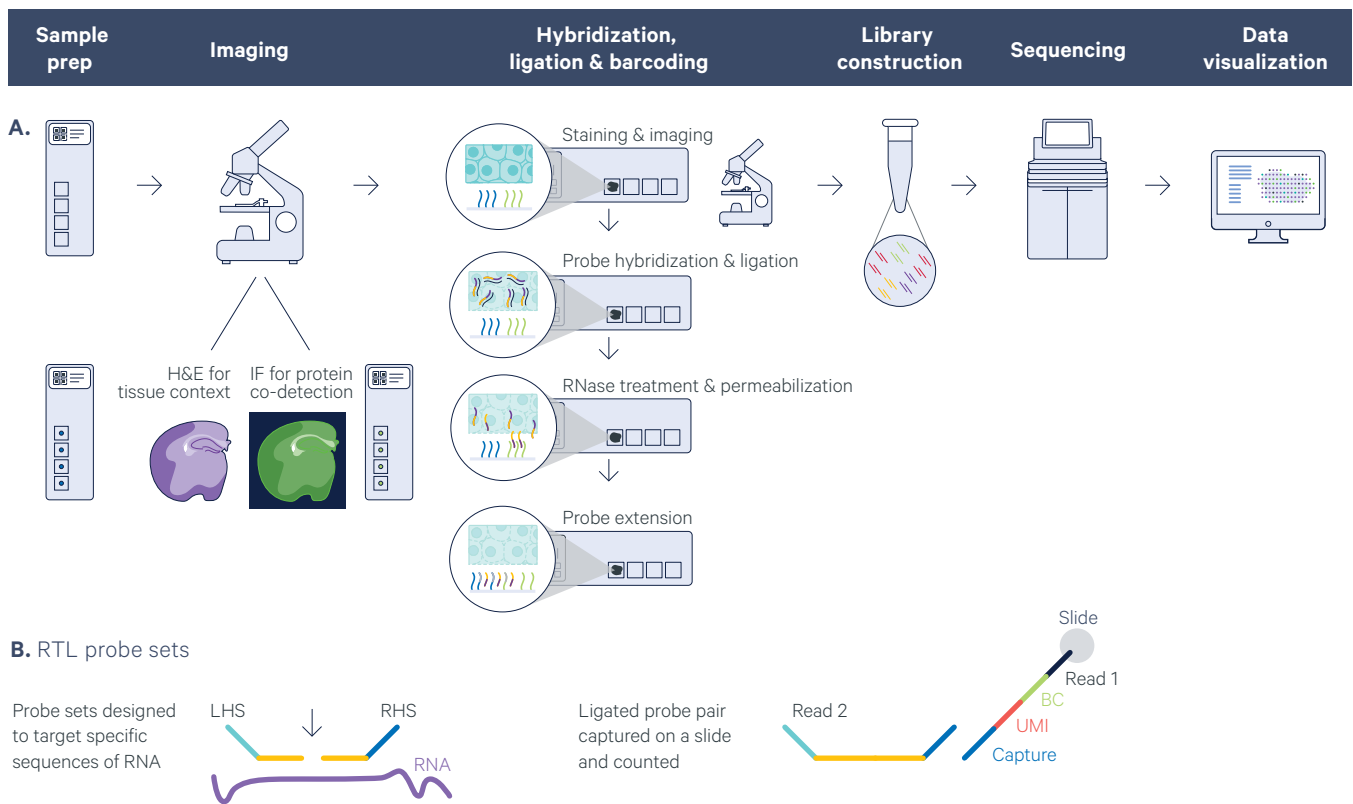 Sample
prep
Imaging
Hybridization,
ligation & barcoding
Library
construction
Sequencing
Data
visualization
A.
Staining & imaging
Probe hybridization & ligation
H&E for
tissue context
IF for protein
co-detection
RNase treatment & permeabilization
Probe extension
B. RTL probe sets
Probe sets designed
to target specific
sequences of RNA
LHS
RHS
RNA
Ligated probe pair
captured on a slide
and counted
Read 2
Slide
Read 1
BC
UMI
Capture